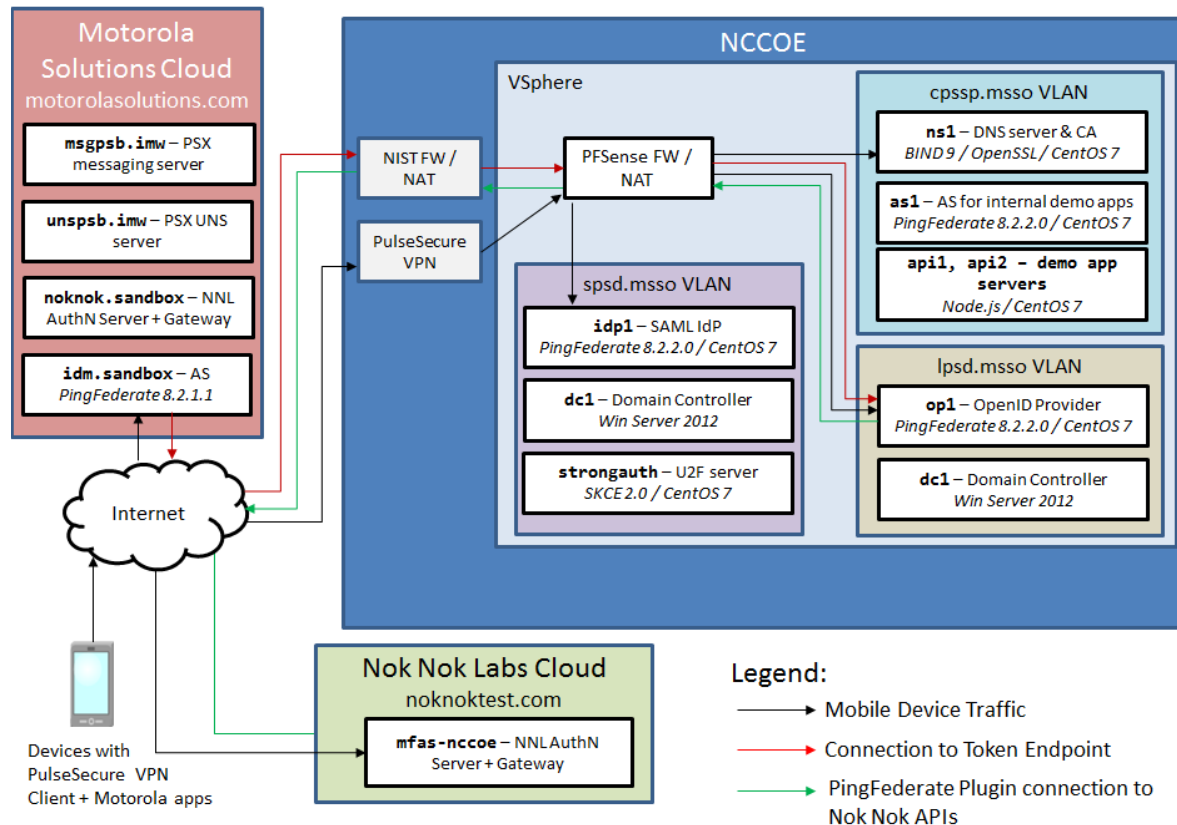 Motorola
Solutions Cloud
motorolasolutions.com
msgpsb.imw – PSX
messaging server
unspsb.imw – PSX UNS
server
noknok.sandbox – NNL
AuthN Server + Gateway
idm.sandbox – AS
PingFederate 8.2.1.1
Internet
Devices with
PulseSecure VPN
Client + Motorola apps
NCCOE
NIST FW /
NAT
PulseSecure
VPN
VSphere
PFSense FW /
NAT
spsd.msso VLAN
idp1 – SAML IdP
PingFederate 8.2.2.0 / CentOS 7
dc1 – Domain Controller
Win Server 2012
strongauth – U2F server
SKCE 2.0 / CentOS 7
cpssp.msso VLAN
ns1 – DNS server & CA
BIND 9 / OpenSSL / CentOS 7
as1 – AS for internal demo apps
PingFederate 8.2.2.0 / CentOS 7
api1, api2 – demo app
servers
Node.js / CentOS 7
lpsd.msso VLAN
op1 – OpenID Provider
PingFederate 8.2.2.0 / CentOS 7
dc1 – Domain Controller
Win Server 2012
Nok Nok Labs Cloud
noknoktest.com
mfas-nccoe – NNL AuthN
Server + Gateway
Legend:
Mobile Device Traffic
Connection to Token Endpoint
PingFederate Plugin connection to
Nok Nok APIs